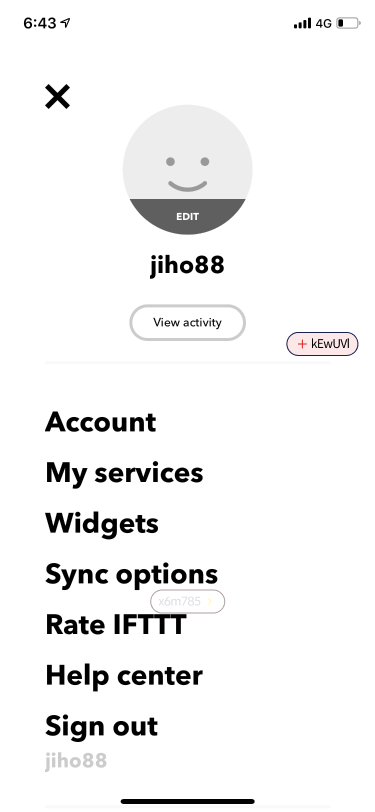 6:43 4G
EDIT
jiho88
View activity
+ kEwUVl
Account
My services
Widgets
Sync options
x6m785
Rate IFTTT
Help center
Sign out
jiho88